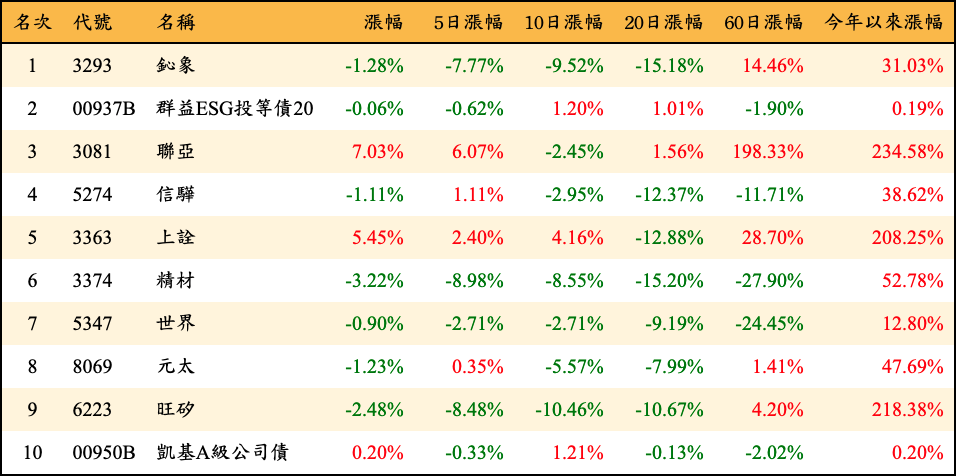 名次 代號 名稱 漲幅 5日漲幅 10日漲幅 20日漲幅 60日漲幅 今年以來漲幅
1 3293 鈊象 -1.28% -7.77% -9.52% -15.18% 14.46% 31.03%
2 00937B 群益ESG投等債20 -0.06% -0.62% 1.20% 1.01% -1.90% 0.19%
3 3081 聯亞 7.03% 6.07% -2.45% 1.56% 198.33% 234.58%
4 5274 信驊 -1.11% 1.11% -2.95% -12.37% -11.71% 38.62%
5 3363 上詮 5.45% 2.40% 4.16% -12.88% 28.70% 208.25%
6 3374 精材 -3.22% -8.98% -8.55% -15.20% -27.90% 52.78%
7 5347 世界 -0.90% -2.71% -2.71% -9.19% -24.45% 12.80%
8 8069 元太 -1.23% 0.35% -5.57% -7.99% 1.41% 47.69%
9 6223 旺矽 -2.48% -8.48% -10.46% -10.67% 4.20% 218.38%
10 00950B 凱基A級公司債 0.20% -0.33% 1.21% -0.13% -2.02% 0.20%